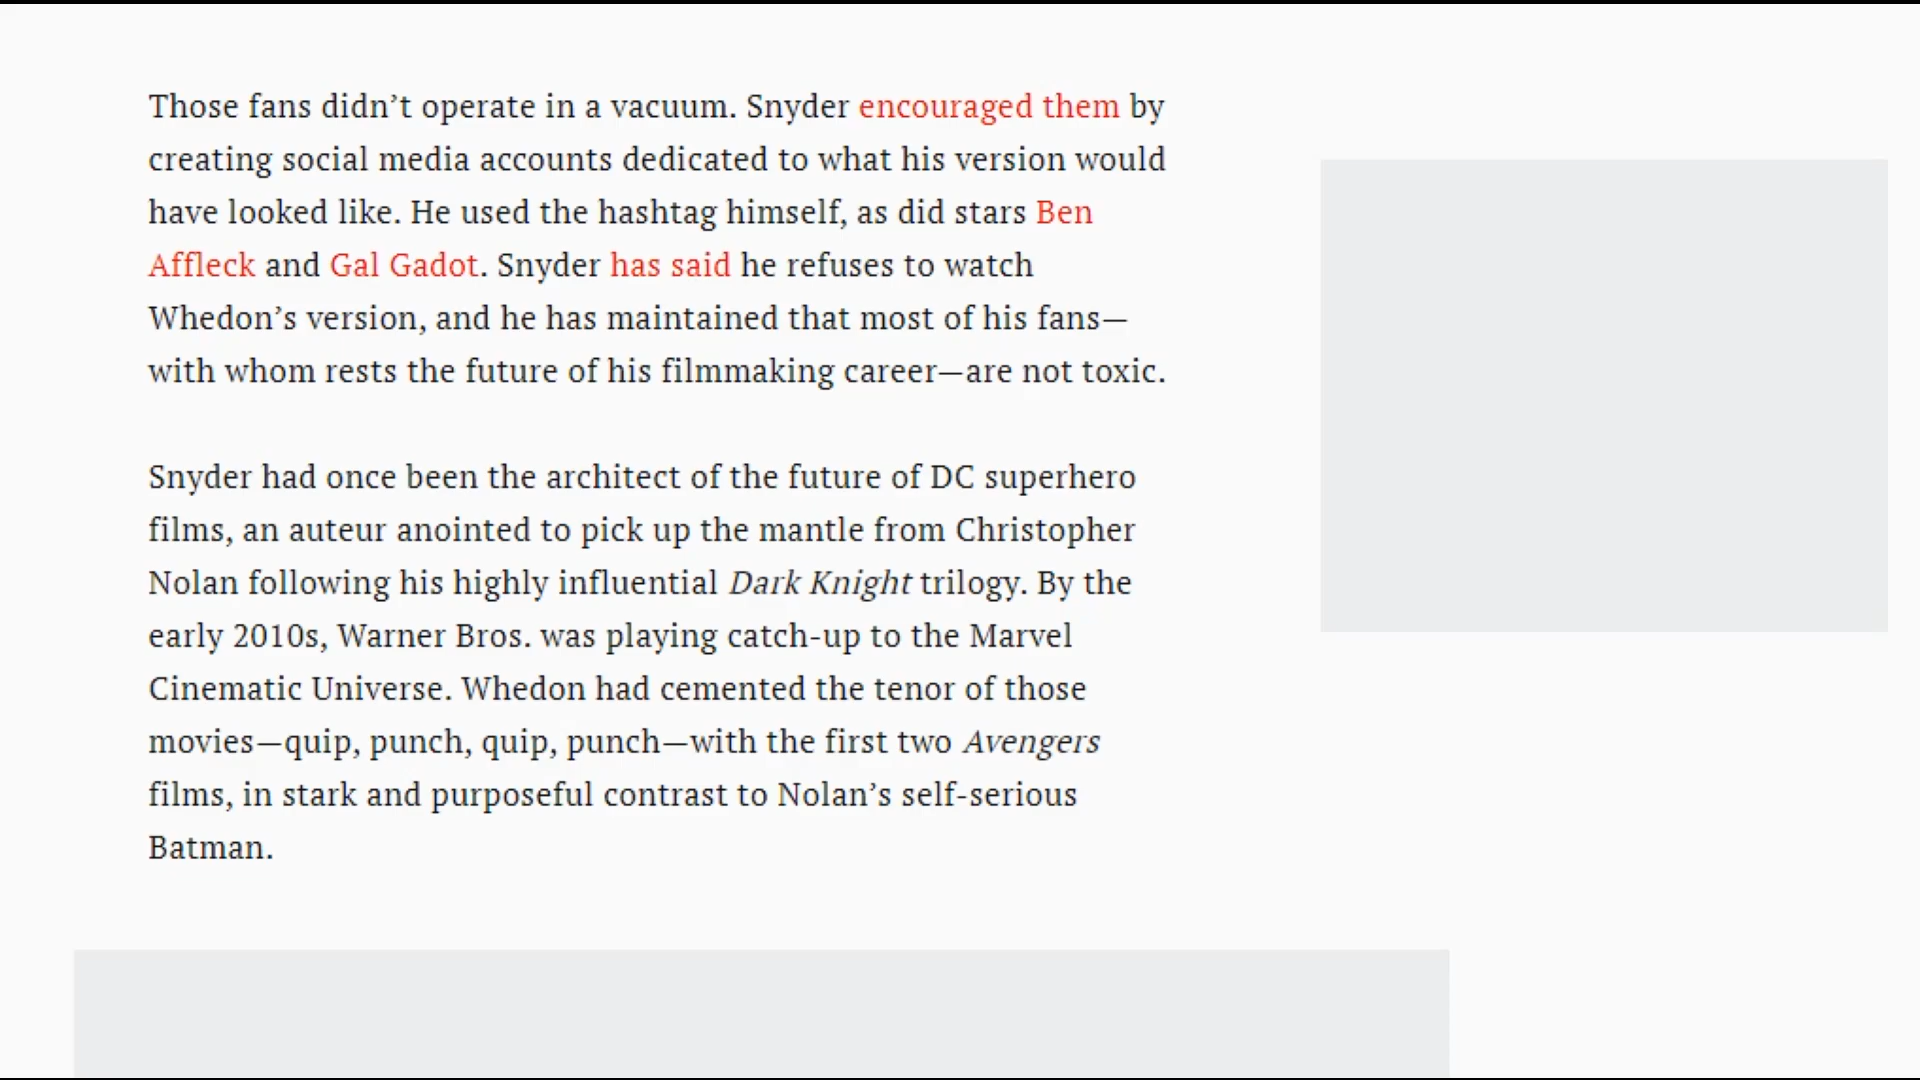 Those fans didn’t operate in a vacuum. Snyder encouraged them by
creating social media accounts dedicated to what his version would
have looked like. He used the hashtag himself, as did stars Ben
Affleck and Gal Gadot. Snyder has said he refuses to watch
Whedon’s version, and he has maintained that most of his fans—
with whom rests the future of his filmmaking career—are not toxic.
Snyder had once been the architect of the future of DC superhero
films, an auteur anointed to pick up the mantle from Christopher
Nolan following his highly influential Dark Knight trilogy. By the
early 2010s, Warner Bros. was playing catch-up to the Marvel
Cinematic Universe. Whedon had cemented the tenor of those
movies—quip, punch, quip, punch—with the first two Avengers
films, in stark and purposeful contrast to Nolan’s self-serious
Batman.